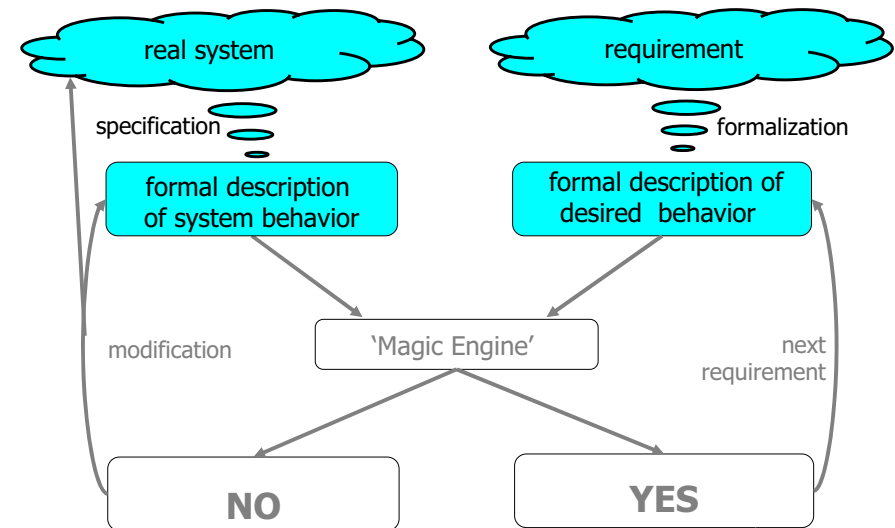 real system
requirement
specification
formalization
formal description
of system behavior
formal description of
desired behavior
‘Magic Engine’
modification
next
requirement
NO
YES